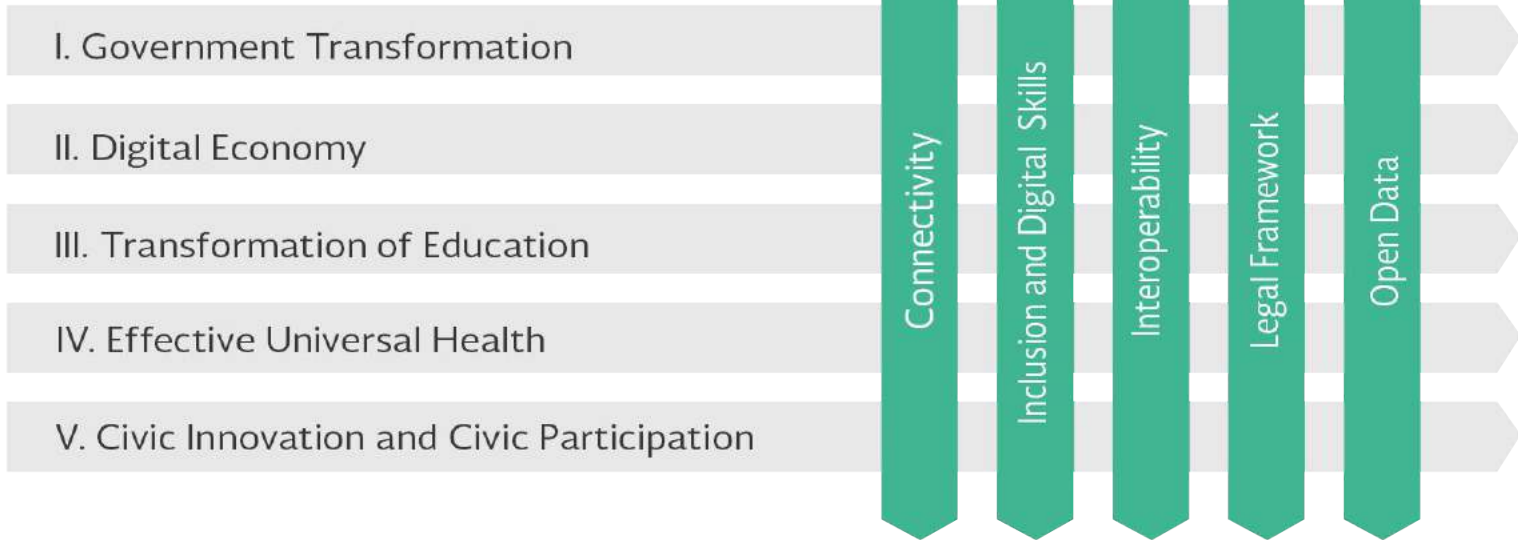 I. Government Transformation
II. Digital Economy
III. Transformation of Education
IV. Effective Universal Health
V. Civic Innovation and Civic Participation
Connectivity
Inclusion and Digital Skills
Interoperability
Legal Framework
Open Data